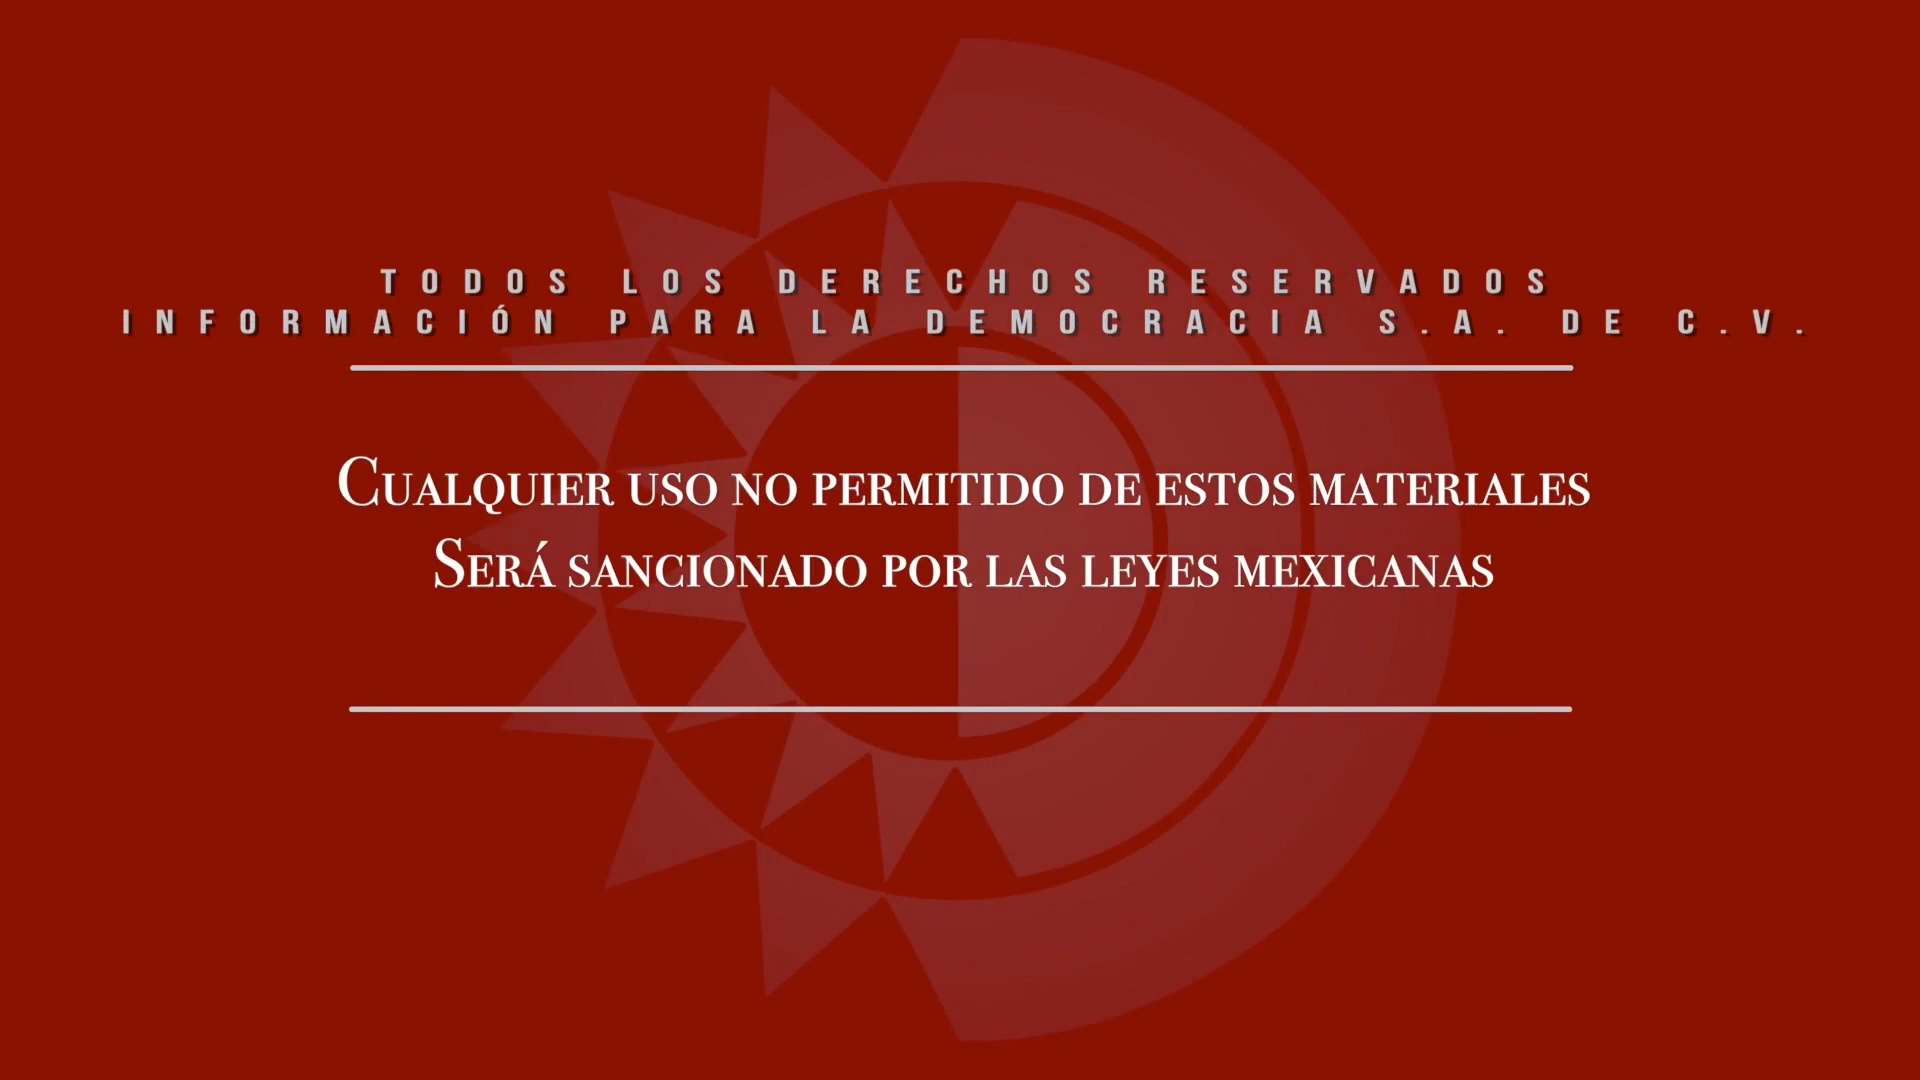 TODOS LOS DERECHOS RESERVADOS
INFORMACIÓN PARA LA DEMOCRACIA S.A. DE C.V.
Cualquier uso no permitido de estos materiales
Será sancionado por las leyes mexicanas